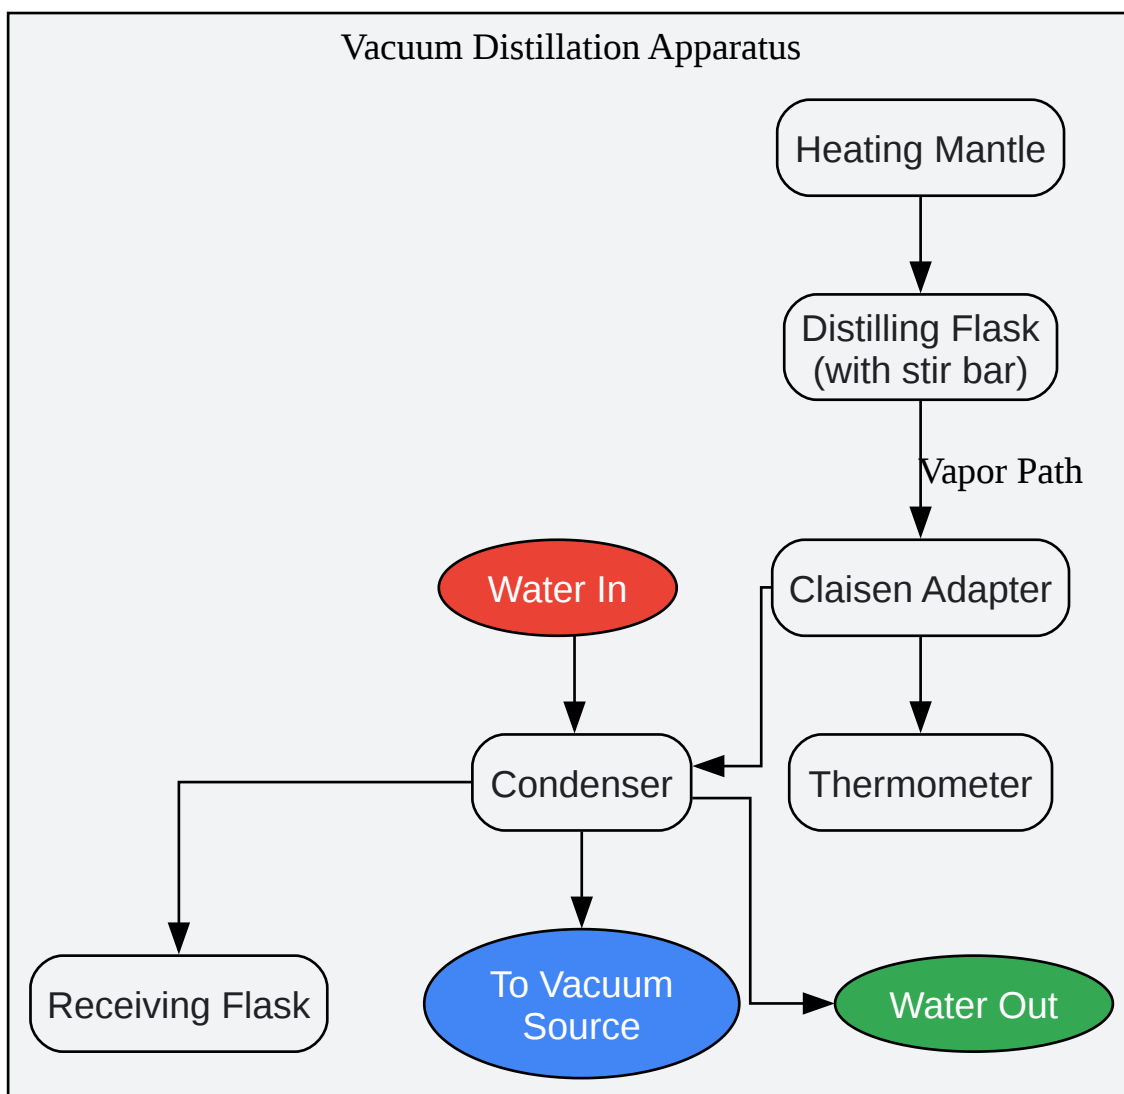 Vacuum Distillation Apparatus
Heating Mantle
Distilling Flask
(with stir bar)
Vapor Path
Water In
Claisen Adapter
Condenser
Thermometer
Receiving Flask
To Vacuum
Source
Water Out